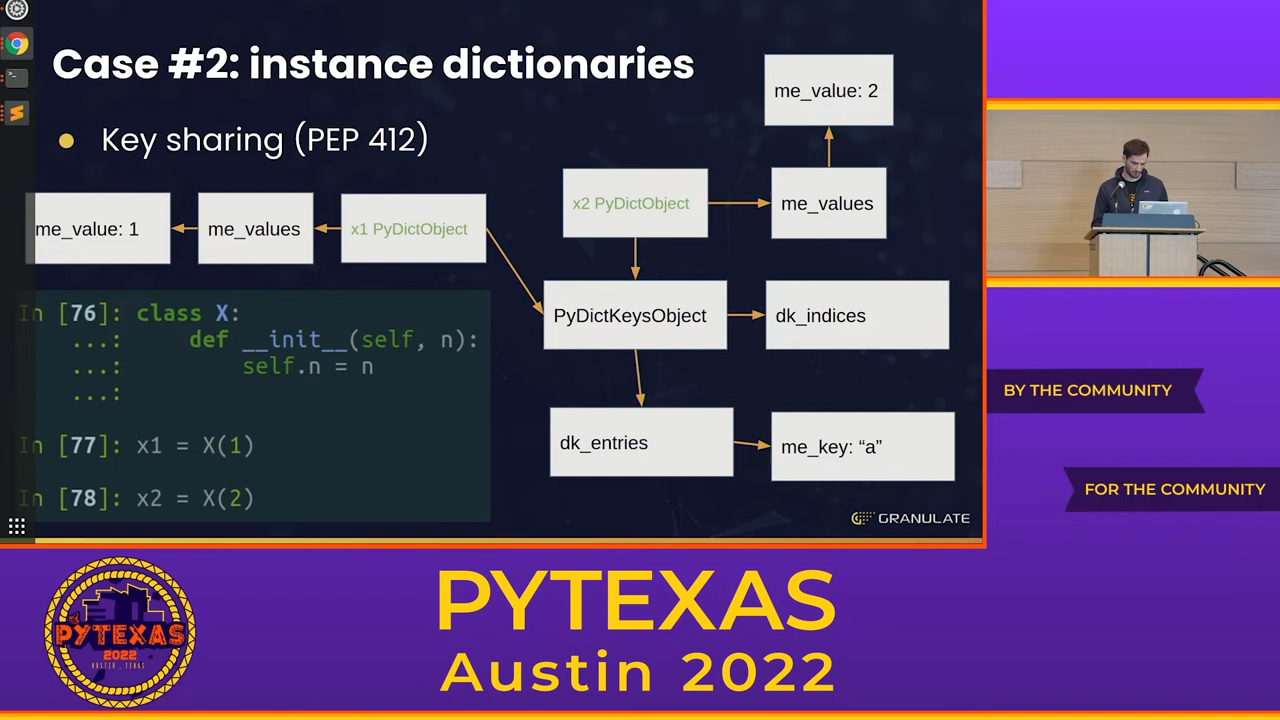 Case #2: instance dictionaries
● Key sharing (PEP 412)
me_value: 2
x2 PyDictObject
me_values
me_value: 1
me_values
x1 PyDictObject
PyDictKeysObject
dk_indices
dk_entries
me_key: “a”
In [76]: class X:
...: def __init__(self, n):
...: self.n = n
...:
In [77]: x1 = X(1)
In [78]: x2 = X(2)
GRANULATE
BY THE COMMUNITY
FOR THE COMMUNITY
PYTEXAS
2022
AUSTIN, TEXAS
PYTEXAS
Austin 2022